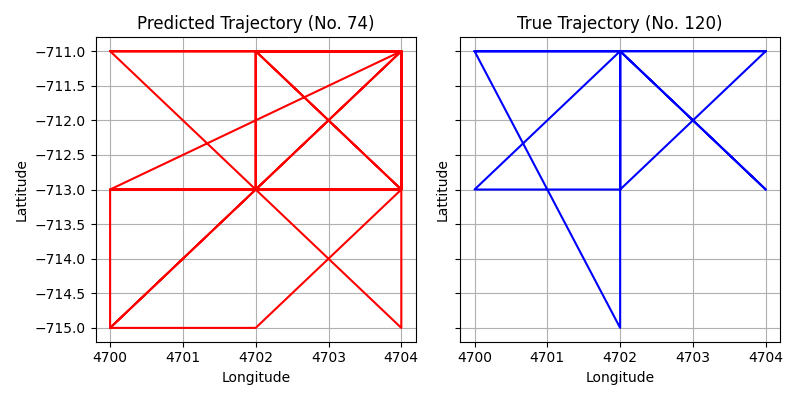 Predicted Trajectory (No. 74)
True Trajectory (No. 120)
−711.0
−711.5
−712.0
−712.5
−713.0
−713.5
−714.0
−714.5
−715.0
Lattitude
Lattitude
4700 4701 4702 4703 4704
4700 4701 4702 4703 4704
Longitude
Longitude